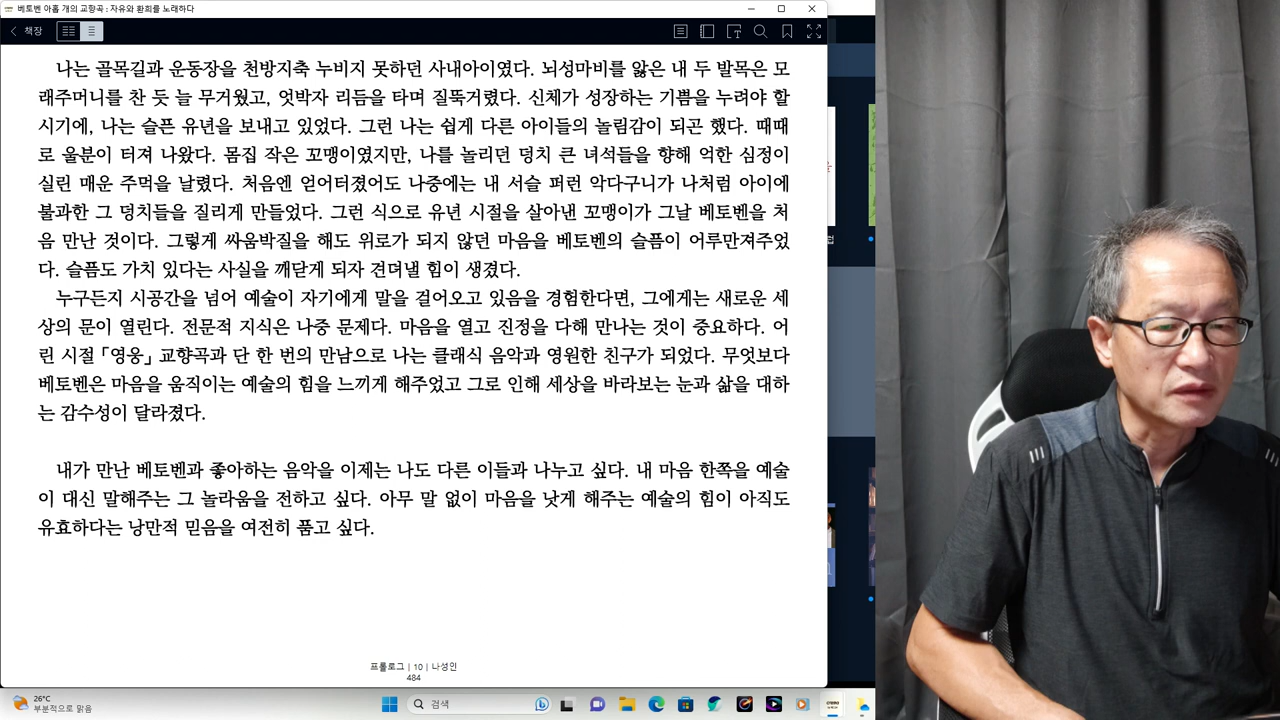 베토벤 아홉 개의 교향곡 : 자유와 환희를 노래하다
책장
나는 골목길과 운동장을 천방지축 누비지 못하던 사내아이였다. 뇌성마비를 앓은 내 두 발목은 모
래주머니를 찬 듯 늘 무거웠고, 엇박자 리듬을 타며 질뚝거렸다. 신체가 성장하는 기쁨을 누려야 할
시기에, 나는 슬픈 유년을 보내고 있었다. 그런 나는 쉽게 다른 아이들의 놀림감이 되곤 했다. 때때
로 울분이 터져 나왔다. 몸집 작은 꼬맹이였지만, 나를 놀리던 덩치 큰 녀석들을 향해 억한 심정이
실린 매운 주먹을 날렸다. 처음엔 얻어터졌어도 나중에는 내 서슬 퍼런 악다구니가 나처럼 아이에
불과한 그 덩치들을 질리게 만들었다. 그런 식으로 유년 시절을 살아낸 꼬맹이가 그날 베토벤을 처
음 만난 것이다. 그렇게 싸움박질을 해도 위로가 되지 않던 마음을 베토벤의 슬픔이 어루만져주었
다. 슬픔도 가치 있다는 사실을 깨닫게 되자 견뎌낼 힘이 생겼다.
누구든지 시공간을 넘어 예술이 자기에게 말을 걸어오고 있음을 경험한다면, 그에게는 새로운 세
상의 문이 열린다. 전문적 지식은 나중 문제다. 마음을 열고 진정을 다해 만나는 것이 중요하다. 어
린 시절 「영웅」 교향곡과 단 한 번의 만남으로 나는 클래식 음악과 영원한 친구가 되었다. 무엇보다
베토벤은 마음을 움직이는 예술의 힘을 느끼게 해주었고 그로 인해 세상을 바라보는 눈과 삶을 대하
는 감수성이 달라졌다.
내가 만난 베토벤과 좋아하는 음악을 이제는 나도 다른 이들과 나누고 싶다. 내 마음 한쪽을 예술
이 대신 말해주는 그 놀라움을 전하고 싶다. 아무 말 없이 마음을 낫게 해주는 예술의 힘이 아직도
유효하다는 낭만적 믿음을 여전히 품고 싶다.
프롤로그 | 10 | 나성인
484
26°C
부분적으로 맑음
검색